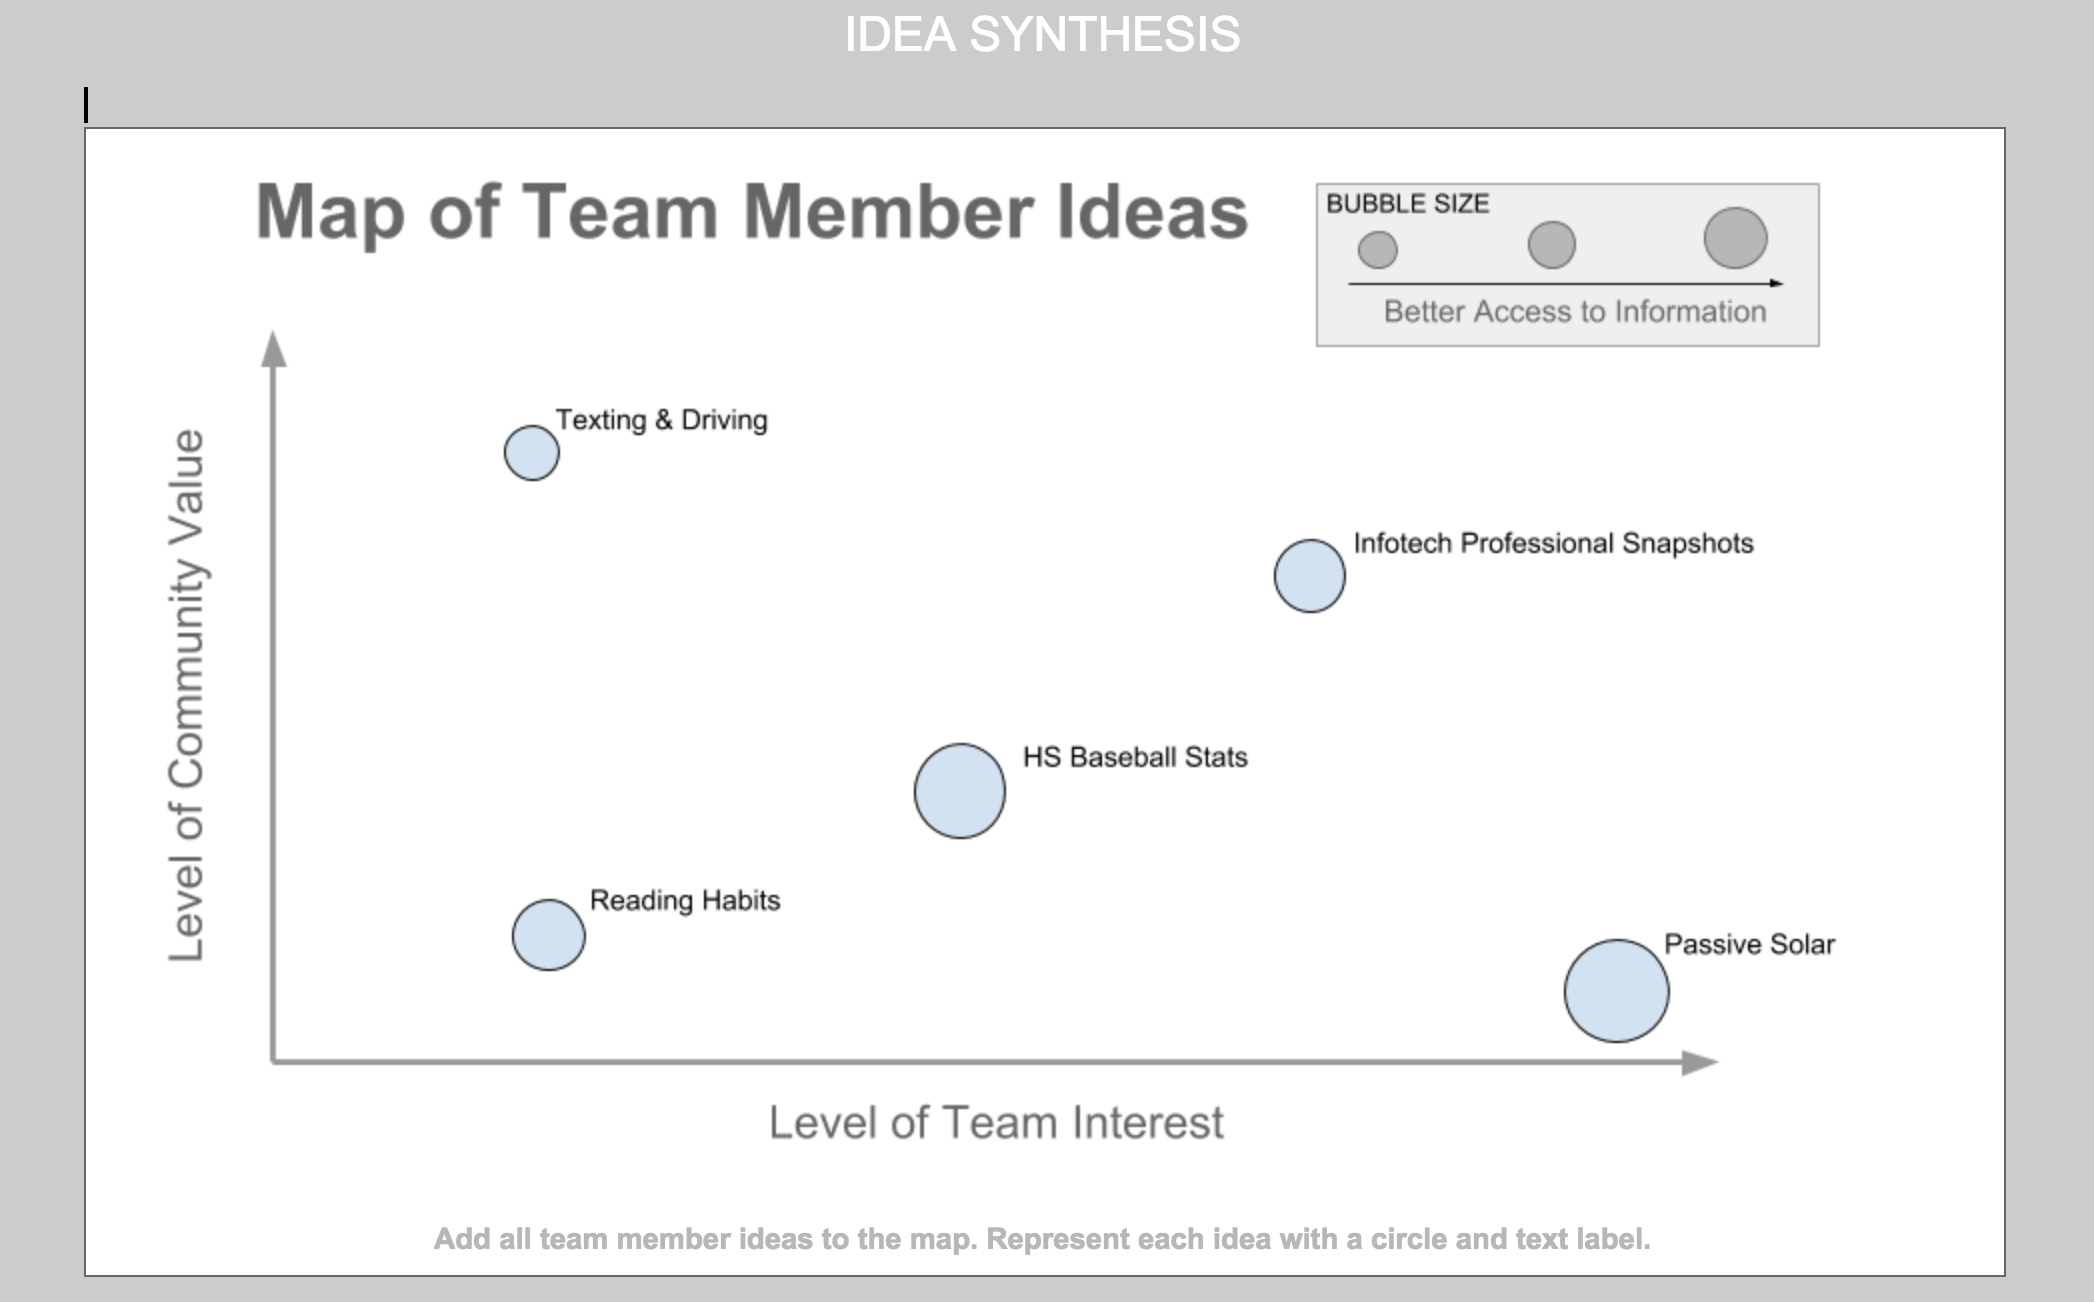 IDEA SYNTHESIS
Map of Team Member Ideas
BUBBLE SIZE
Better Access to Information
Texting & Driving
Infotech Professional Snapshots
HS Baseball Stats
Reading Habits
Passive Solar
Level of Community Value
Level of Team Interest
Add all team member ideas to the map. Represent each idea with a circle and text label.